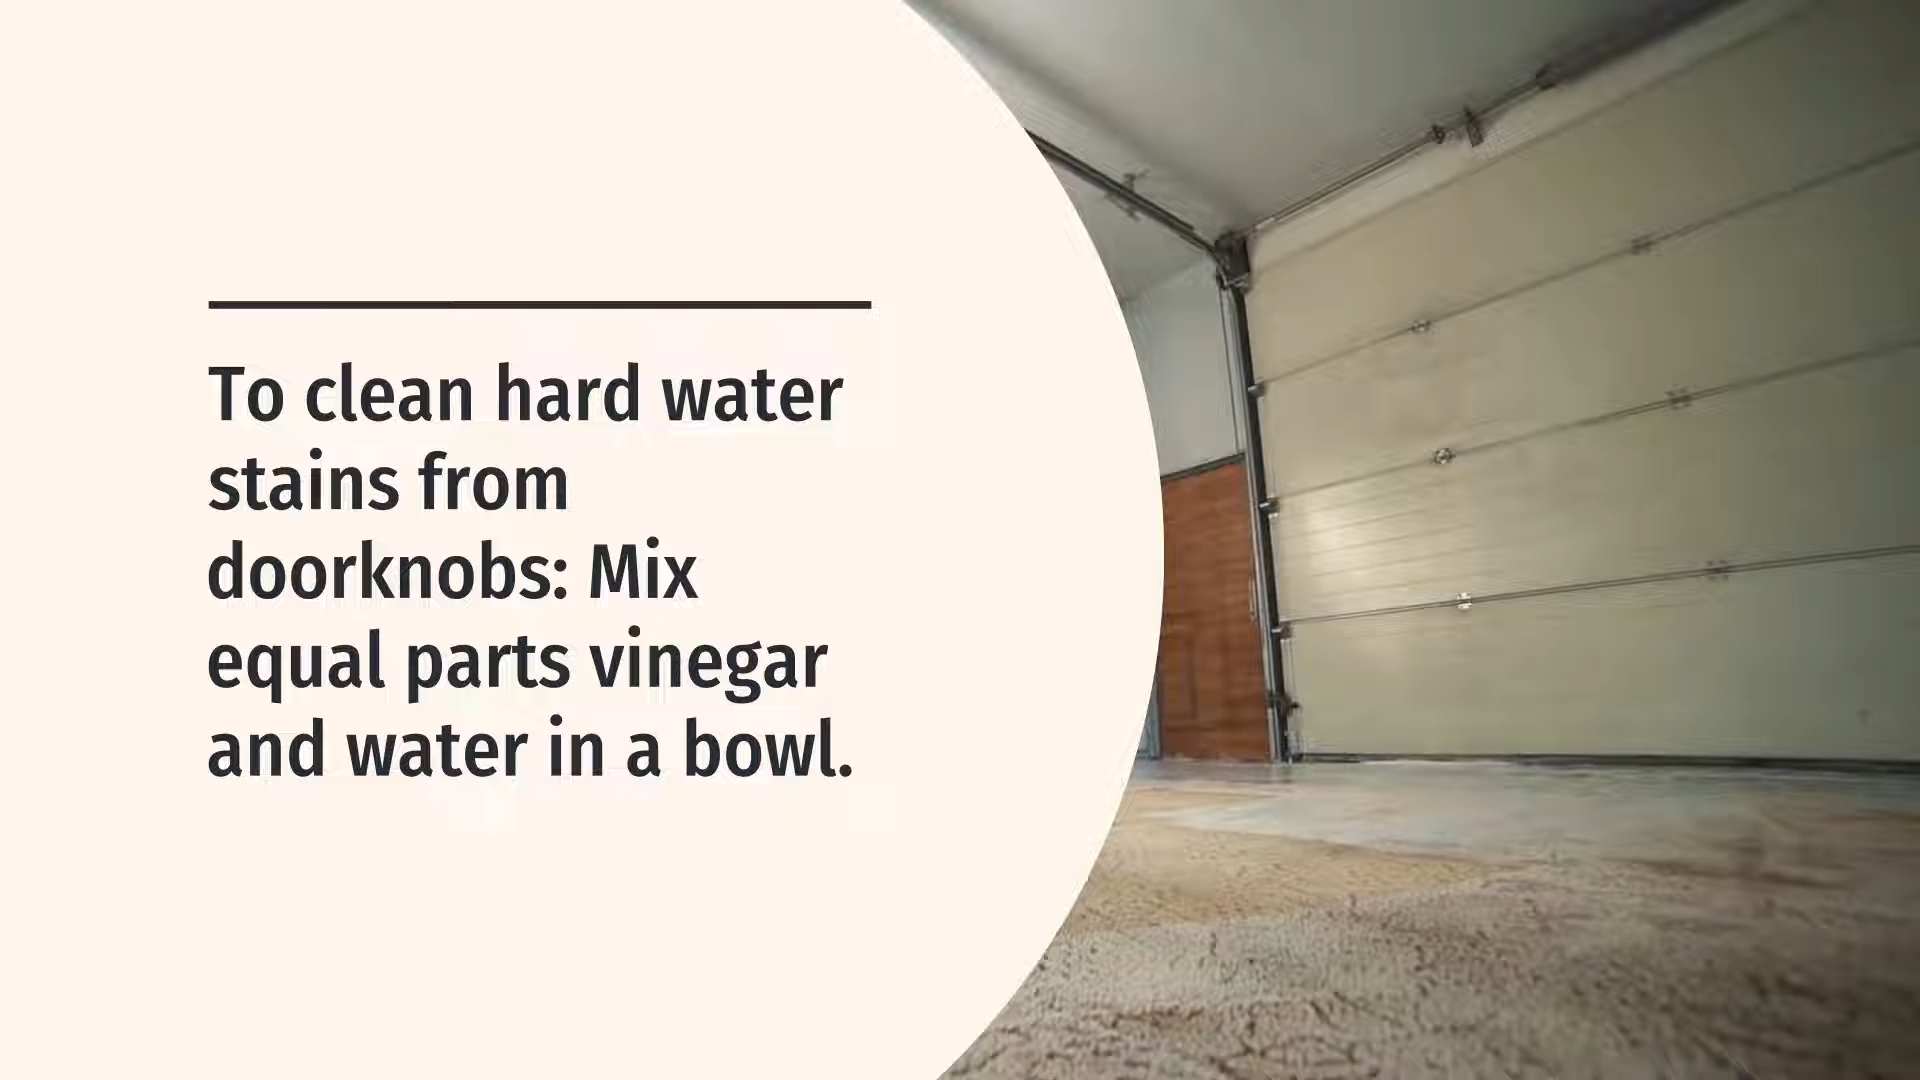 To clean hard water
stains from
doorknobs: Mix
equal parts vinegar
and water in a bowl.